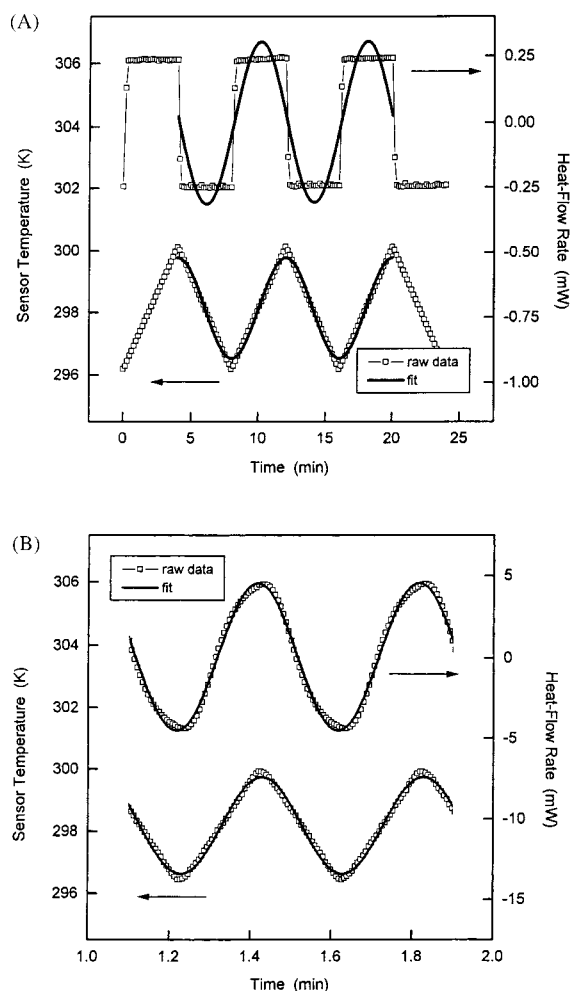 (A)
306
304
302
300
298
296
Sensor Temperature (K)
0.25
0.00
-0.25
-0.50
-0.75
-1.00
Heat-Flow Rate (mW)
raw data
fit
0
5
10
15
20
25
Time (min)
(B)
raw data
fit
306
304
302
300
298
296
Sensor Temperature (K)
5
0
-5
-10
-15
Heat-Flow Rate (mW)
1.0
1.2
1.4
1.6
1.8
2.0
Time (min)